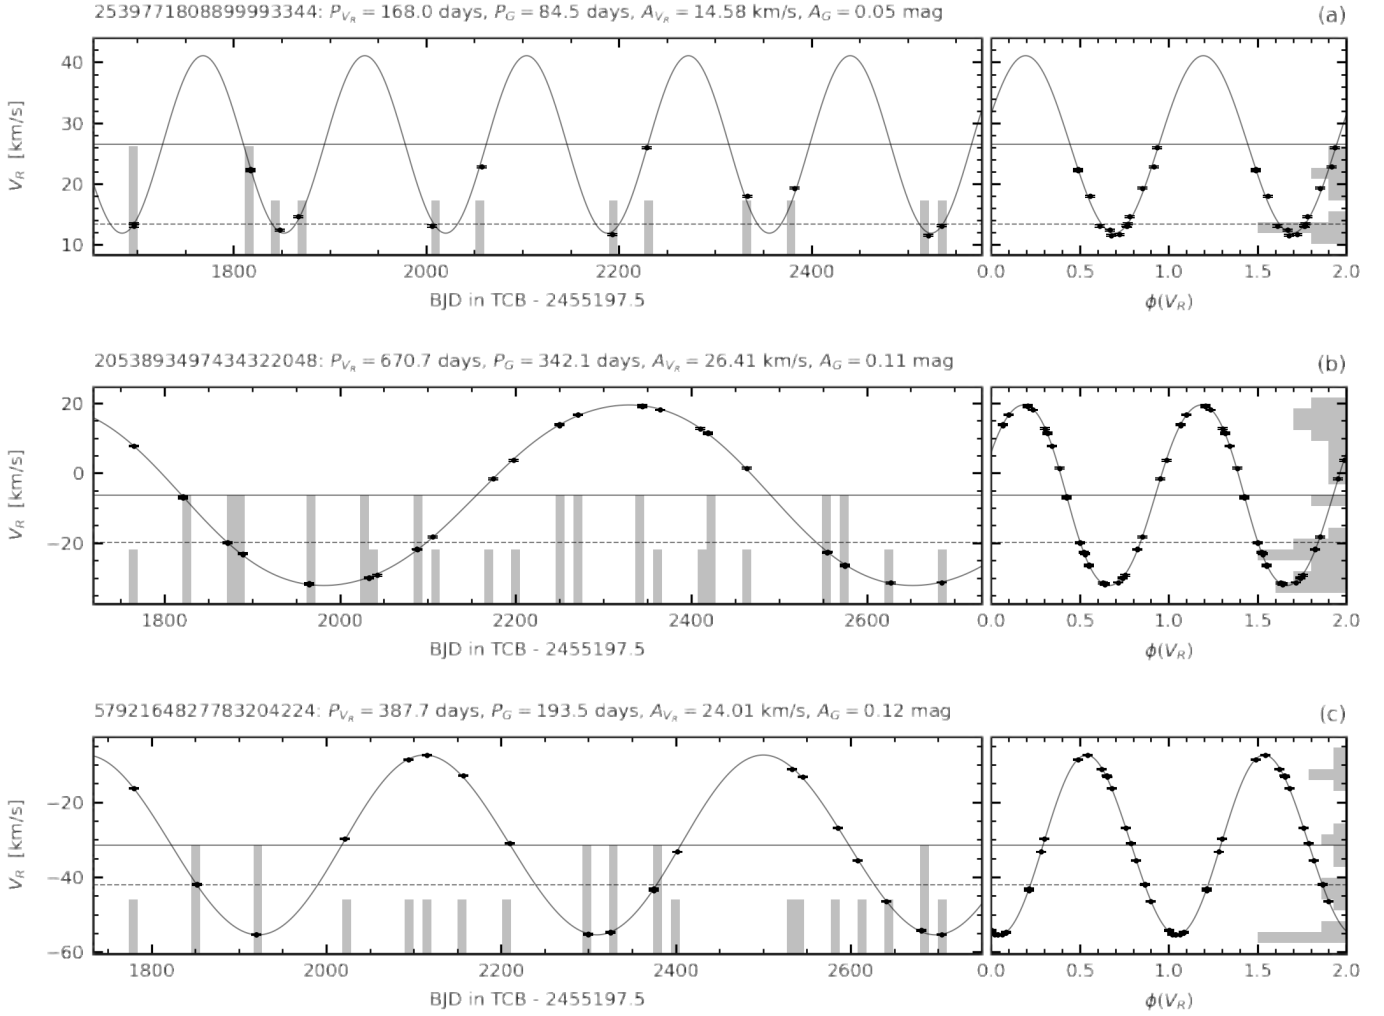 2539771808899993344: P_{V_R} = 168.0 days, P_G = 84.5 days, A_{V_R} = 14.58 km/s, A_G = 0.05 mag (a)
40
30
20
10
V_R [km/s]
1800 2000 2200 2400 0.0 0.5 1.0 1.5 2.0
BJD in TCB - 2455197.5 ϕ(V_R)
2053893497434322048: P_{V_R} = 670.7 days, P_G = 342.1 days, A_{V_R} = 26.41 km/s, A_G = 0.11 mag (b)
20
0
−20
V_R [km/s]
1800 2000 2200 2400 2600 0.0 0.5 1.0 1.5 2.0
BJD in TCB - 2455197.5 ϕ(V_R)
5792164827783204224: P_{V_R} = 387.7 days, P_G = 193.5 days, A_{V_R} = 24.01 km/s, A_G = 0.12 mag (c)
−20
−40
−60
V_R [km/s]
1800 2000 2200 2400 2600 0.0 0.5 1.0 1.5 2.0
BJD in TCB - 2455197.5 ϕ(V_R)